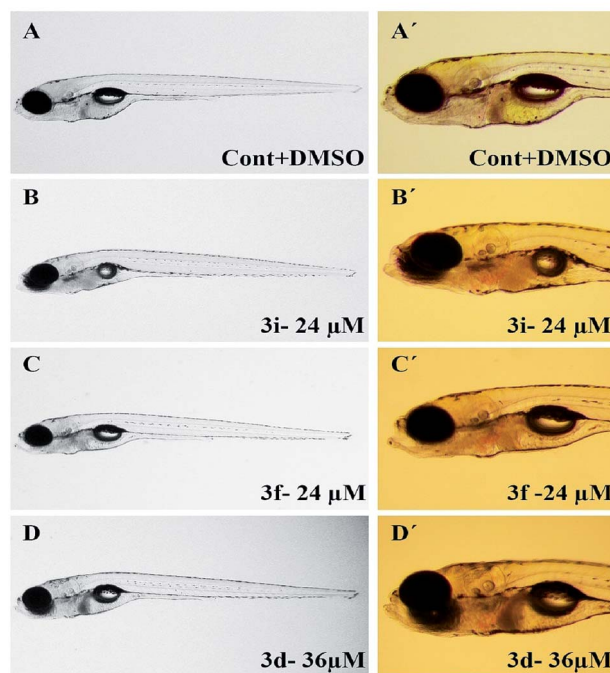 A
Cont+DMSO
A´
Cont+DMSO
B
3i- 24 µM
B´
3i- 24 µM
C
3f- 24 µM
C´
3f -24 µM
D
3d- 36µM
D´
3d- 36µM